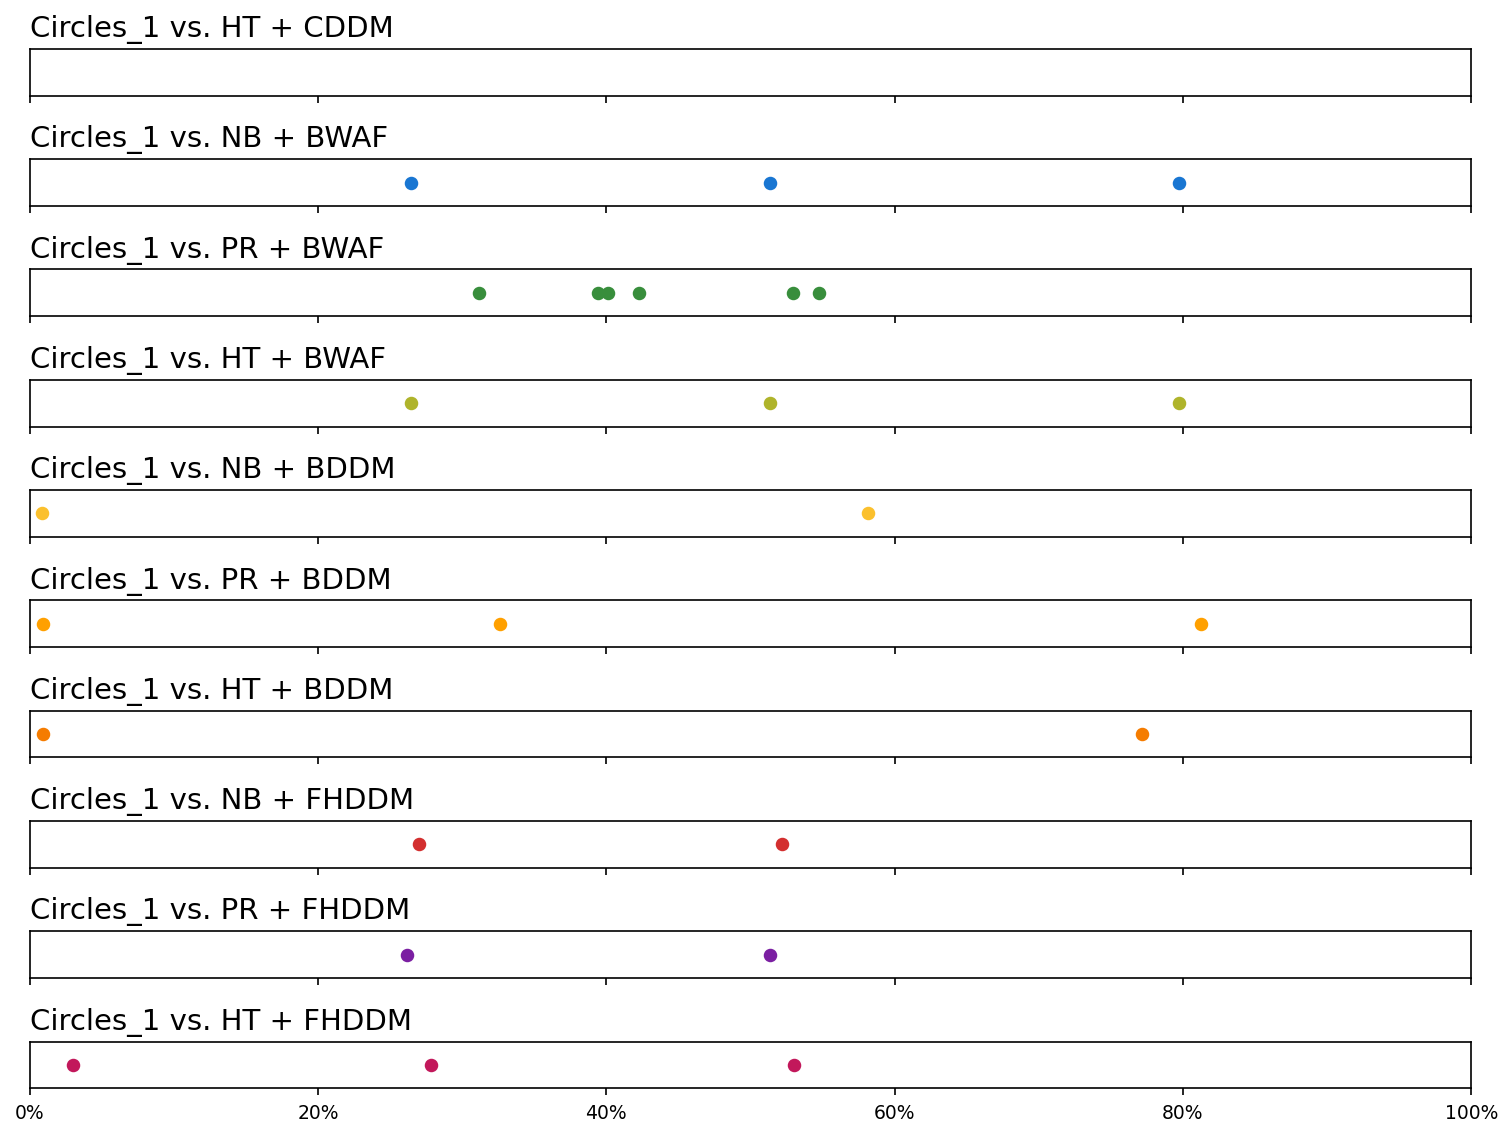 Circles_1 vs. HT + CDDM
Circles_1 vs. NB + BWAF
Circles_1 vs. PR + BWAF
Circles_1 vs. HT + BWAF
Circles_1 vs. NB + BDDM
Circles_1 vs. PR + BDDM
Circles_1 vs. HT + BDDM
Circles_1 vs. NB + FHDDM
Circles_1 vs. PR + FHDDM
Circles_1 vs. HT + FHDDM
0% 20% 40% 60% 80% 100%